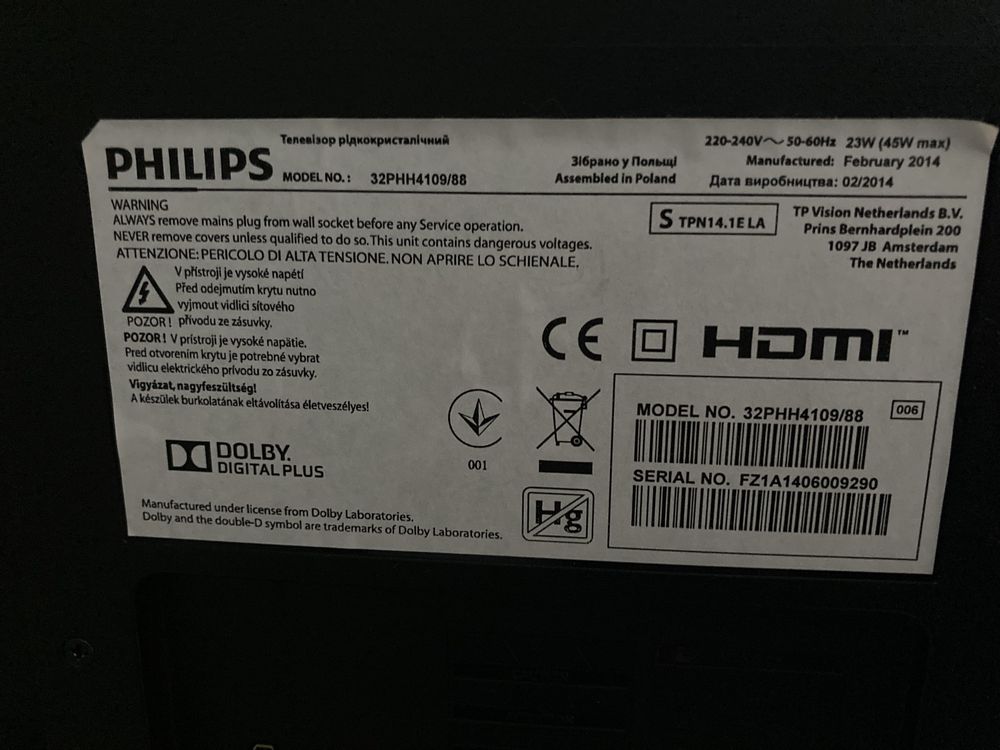 Телевізор рідкокристалічний
PHILIPS MODEL NO.: 32PHH4109/88
Зібрано у Польщі
Assembled in Poland
220-240V~ 50-60Hz 23W (45W max)
Manufactured: February 2014
Дата виробництва: 02/2014
WARNING
ALWAYS remove mains plug from wall socket before any Service operation.
NEVER remove covers unless qualified to do so. This unit contains dangerous voltages.
ATTENZIONE: PERICOLO DI ALTA TENSIONE. NON APRIRE LO SCHIENALE.
S TPN14.1E LA
TP Vision Netherlands B.V.
Prins Bernhardplein 200
1097 JB Amsterdam
The Netherlands
V přístroji je vysoké napětí
Před odejmutím krytu nutno
vyjmout vidlici síťového
POZOR! přívodu ze zásuvky.
POZOR! V prístroji je vysoké napätie.
Pred otvorením krytu je potrebné vybrat
vidlicu elektrického prívodu zo zásuvky.
Vigyázat, nagyfeszültség!
A készülek burkolatának eltávolítása életveszélyes!
CE
HDMI™
001
DOLBY.
DIGITAL PLUS
Manufactured under license from Dolby Laboratories.
Dolby and the double-D symbol are trademarks of Dolby Laboratories.
Hg
MODEL NO. 32PHH4109/88
006
SERIAL NO. FZ1A1406009290